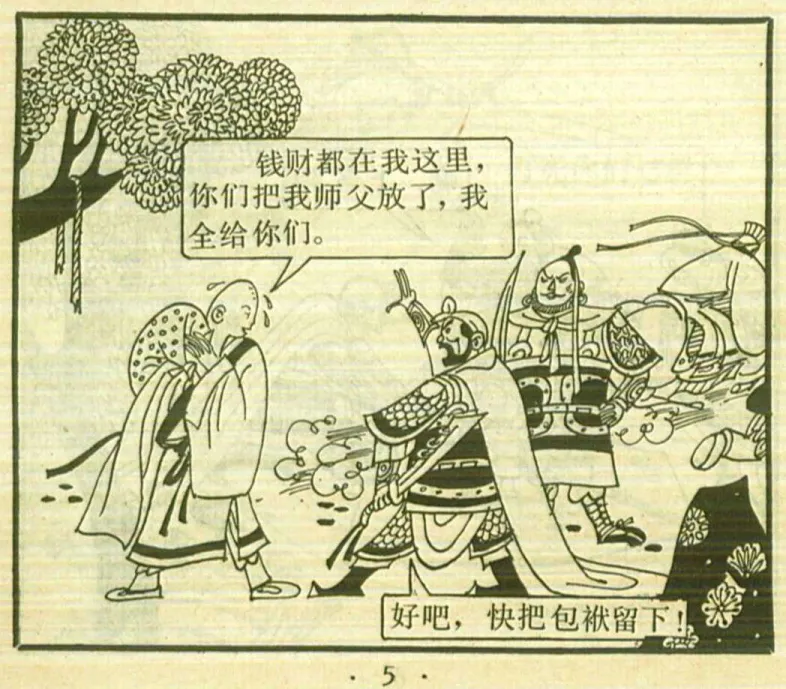 钱财都在我这里，
你们把我师父放了，我
全给你们。
好吧，快把包袱留下！
· 5 ·